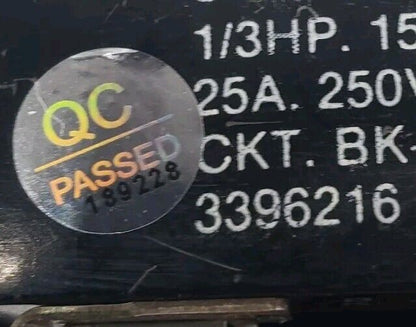 1/3HP. 15
25A. 250V
CKT. BK-
3396216
QC
PASSED
189228